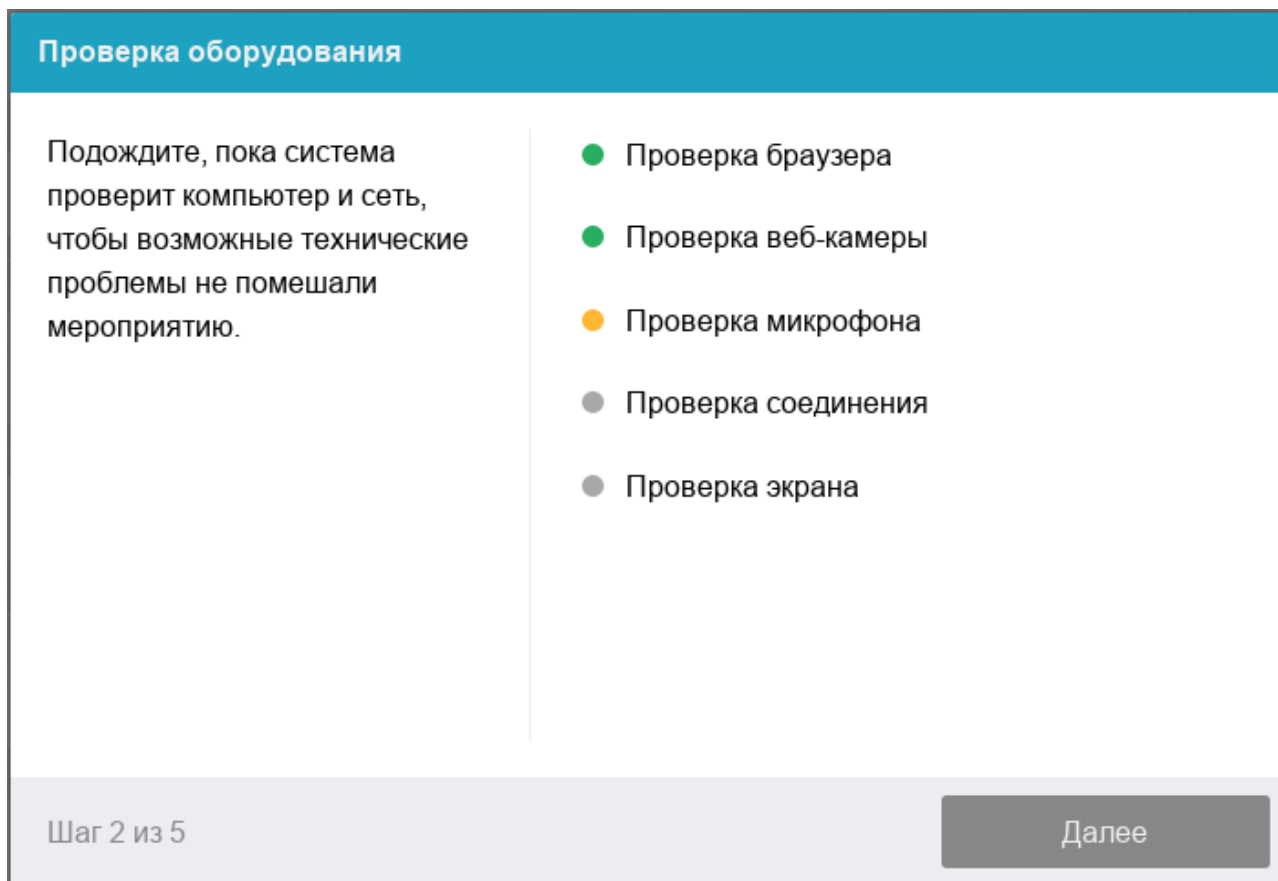 Проверка оборудования
Подождите, пока система
проверит компьютер и сеть,
чтобы возможные технические
проблемы не помешали
мероприятию.
Проверка браузера
Проверка веб-камеры
Проверка микрофона
Проверка соединения
Проверка экрана
Шаг 2 из 5
Далее